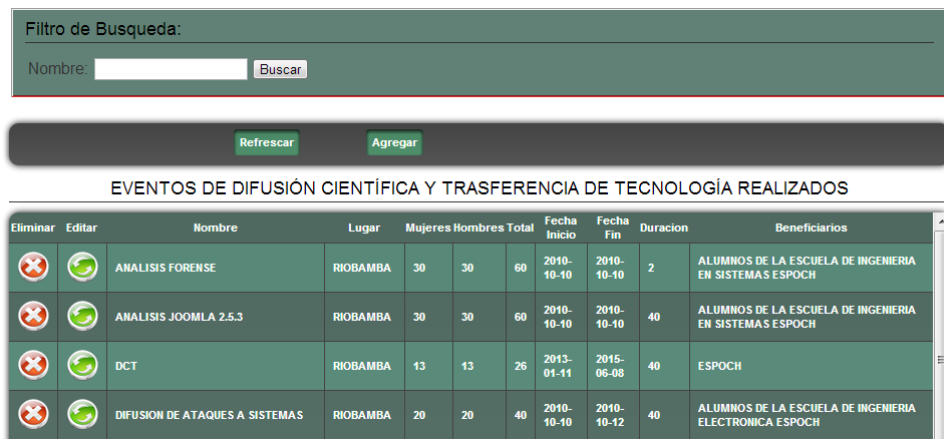 Filtro de Busqueda:
Nombre: Buscar
Refrescar Agregar
EVENTOS DE DIFUSIÓN CIENTÍFICA Y TRASFERENCIA DE TECNOLOGÍA REALIZADOS
Eliminar Editar Nombre Lugar Mujeres Hombres Total Fecha Inicio Fecha Fin Duracion Beneficiarios
ANALISIS FORENSE RIOBAMBA 30 30 60 2010-10-10 2010-10-10 2 ALUMNOS DE LA ESCUELA DE INGENIERIA EN SISTEMAS ESPOCH
ANALISIS JOOMLA 2.5.3 RIOBAMBA 30 30 60 2010-10-10 2010-10-10 40 ALUMNOS DE LA ESCUELA DE INGENIERIA EN SISTEMAS ESPOCH
DCT RIOBAMBA 13 13 26 2013-01-11 2015-06-08 40 ESPOCH
DIFUSION DE ATAQUES A SISTEMAS RIOBAMBA 20 20 40 2010-10-10 2010-10-12 40 ALUMNOS DE LA ESCUELA DE INGENIERIA ELECTRONICA ESPOCH